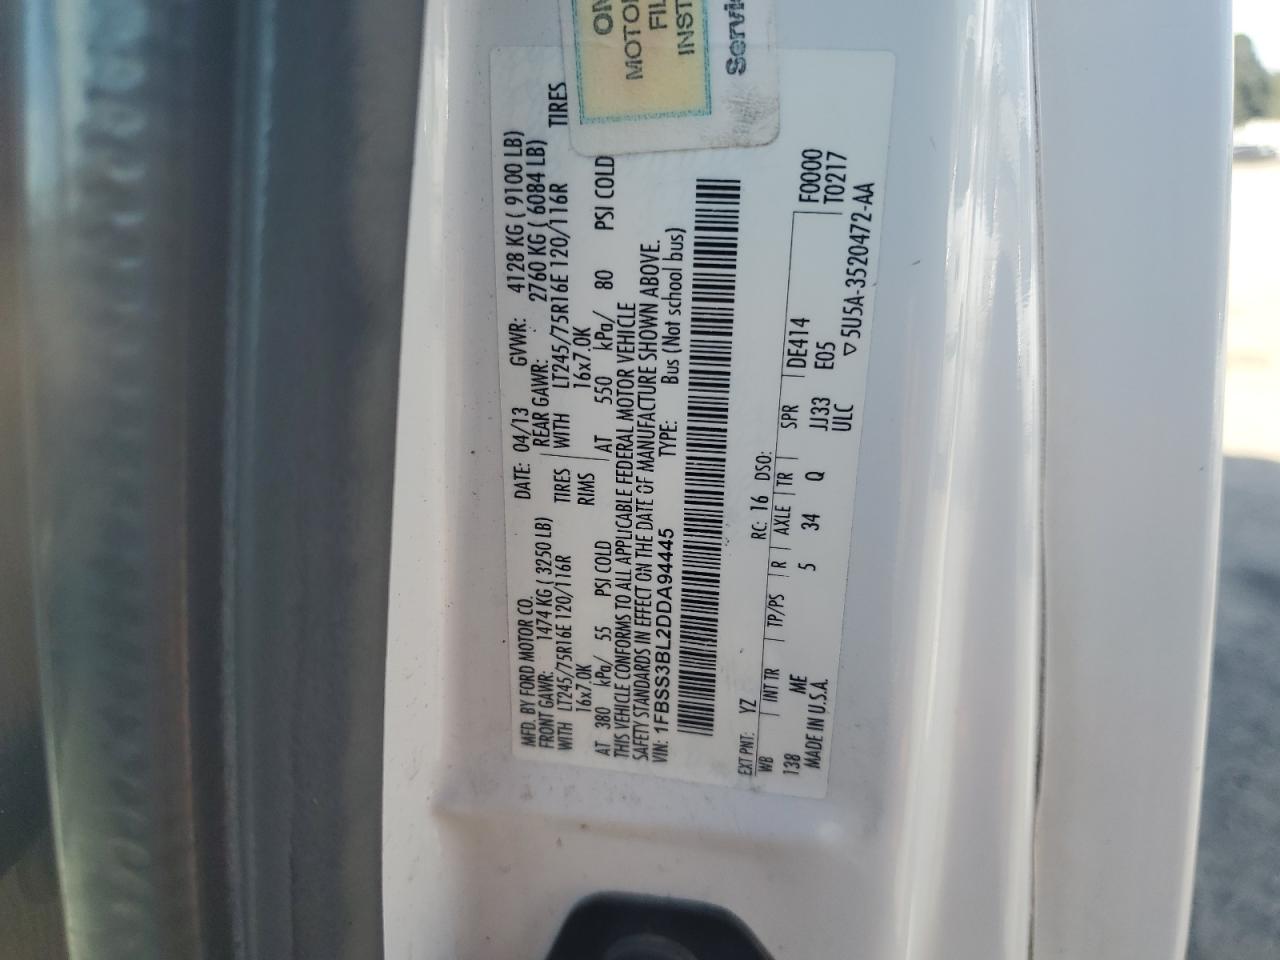 MFD. BY FORD MOTOR CO.
DATE: 04/13 GVWR: 4128 KG ( 9100 LB)
FRONT GAWR: 1474 KG ( 3250 LB)
REAR GAWR: 2760 KG ( 6084 LB)
WITH LT245/75R16E 120/116R TIRES WITH LT245/75R16E 120/116R TIRES
16x7.0K RIMS 16x7.0K
AT 380 kPa/ 55 PSI COLD AT 550 kPa/ 80 PSI COLD
THIS VEHICLE CONFORMS TO ALL APPLICABLE FEDERAL MOTOR VEHICLE
SAFETY STANDARDS IN EFFECT ON THE DATE OF MANUFACTURE SHOWN ABOVE.
VIN: 1FBSS3BL2DDA94445 TYPE: Bus (Not school bus)
EXT PNT: YZ RC: 16 DSO:
WB INT TR TP/PS R AXLE TR SPR DE414 F0000
138 ME 5 34 Q JJ33 E05 T0217
MADE IN U.S.A. ULC ▽5U5A-3520472-AA
MOTOR
INST
Servi